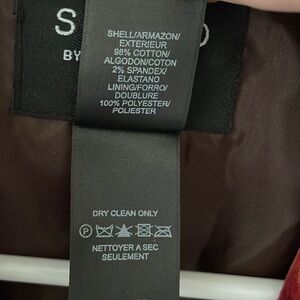 S
BY
SHELL/ARMAZON/
EXTERIEUR
98% COTTON/
ALGODON/COTON
2% SPANDEX/
ELASTANO
LINING/FORRO/
DOUBLURE
100% POLYESTER/
POLIESTER
DRY CLEAN ONLY
NETTOYER A SEC
SEULEMENT